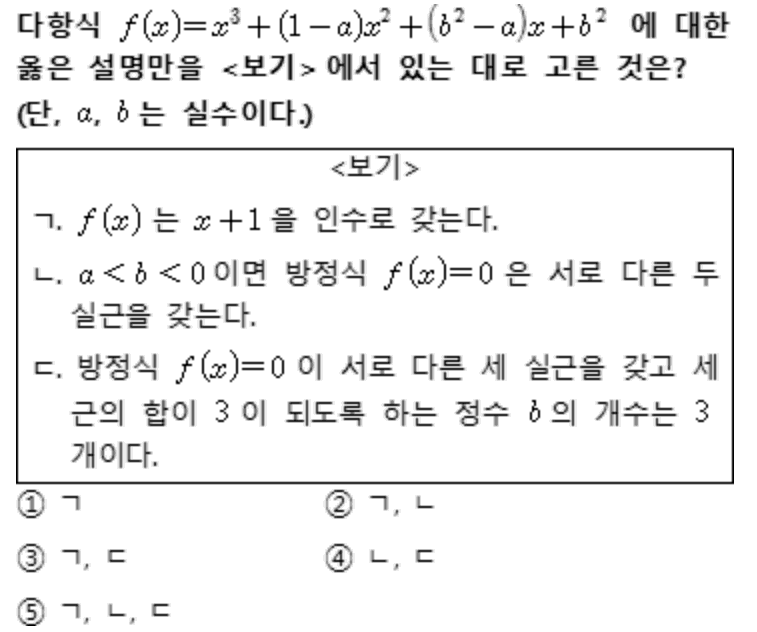 다항식 f(x)=x³+(1-a)x²+(b²-a)x+b² 에 대한
옳은 설명만을 <보기>에서 있는 대로 고른 것은?
(단, a, b는 실수이다.)
<보기>
ㄱ. f(x)는 x+1을 인수로 갖는다.
ㄴ. a<b<0이면 방정식 f(x)=0은 서로 다른 두
실근을 갖는다.
ㄷ. 방정식 f(x)=0이 서로 다른 세 실근을 갖고 세
근의 합이 3이 되도록 하는 정수 b의 개수는 3
개이다.
① ㄱ ② ㄱ, ㄴ
③ ㄱ, ㄷ ④ ㄴ, ㄷ
⑤ ㄱ, ㄴ, ㄷ